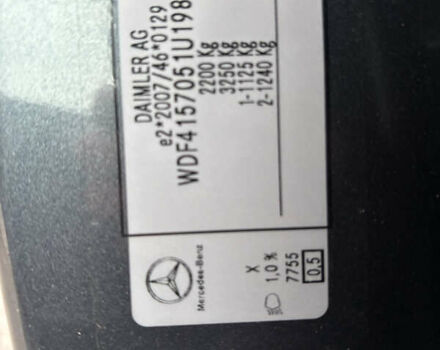 DAIMLER AG
e2*2007/46*0129
WDF4157051U198
2200 Kg
3250 Kg
1-1125 Kg
2-1240 Kg
Mercedes-Benz
X
1,0 %
7755
0.5